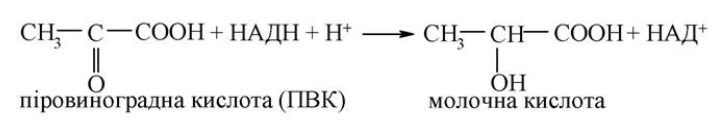 CH₃—C—COOH + НАДН + Н⁺ ⟶ CH₃—CH—COOH + НАД⁺
O OH
піровиноградна кислота (ПВК) молочна кислота